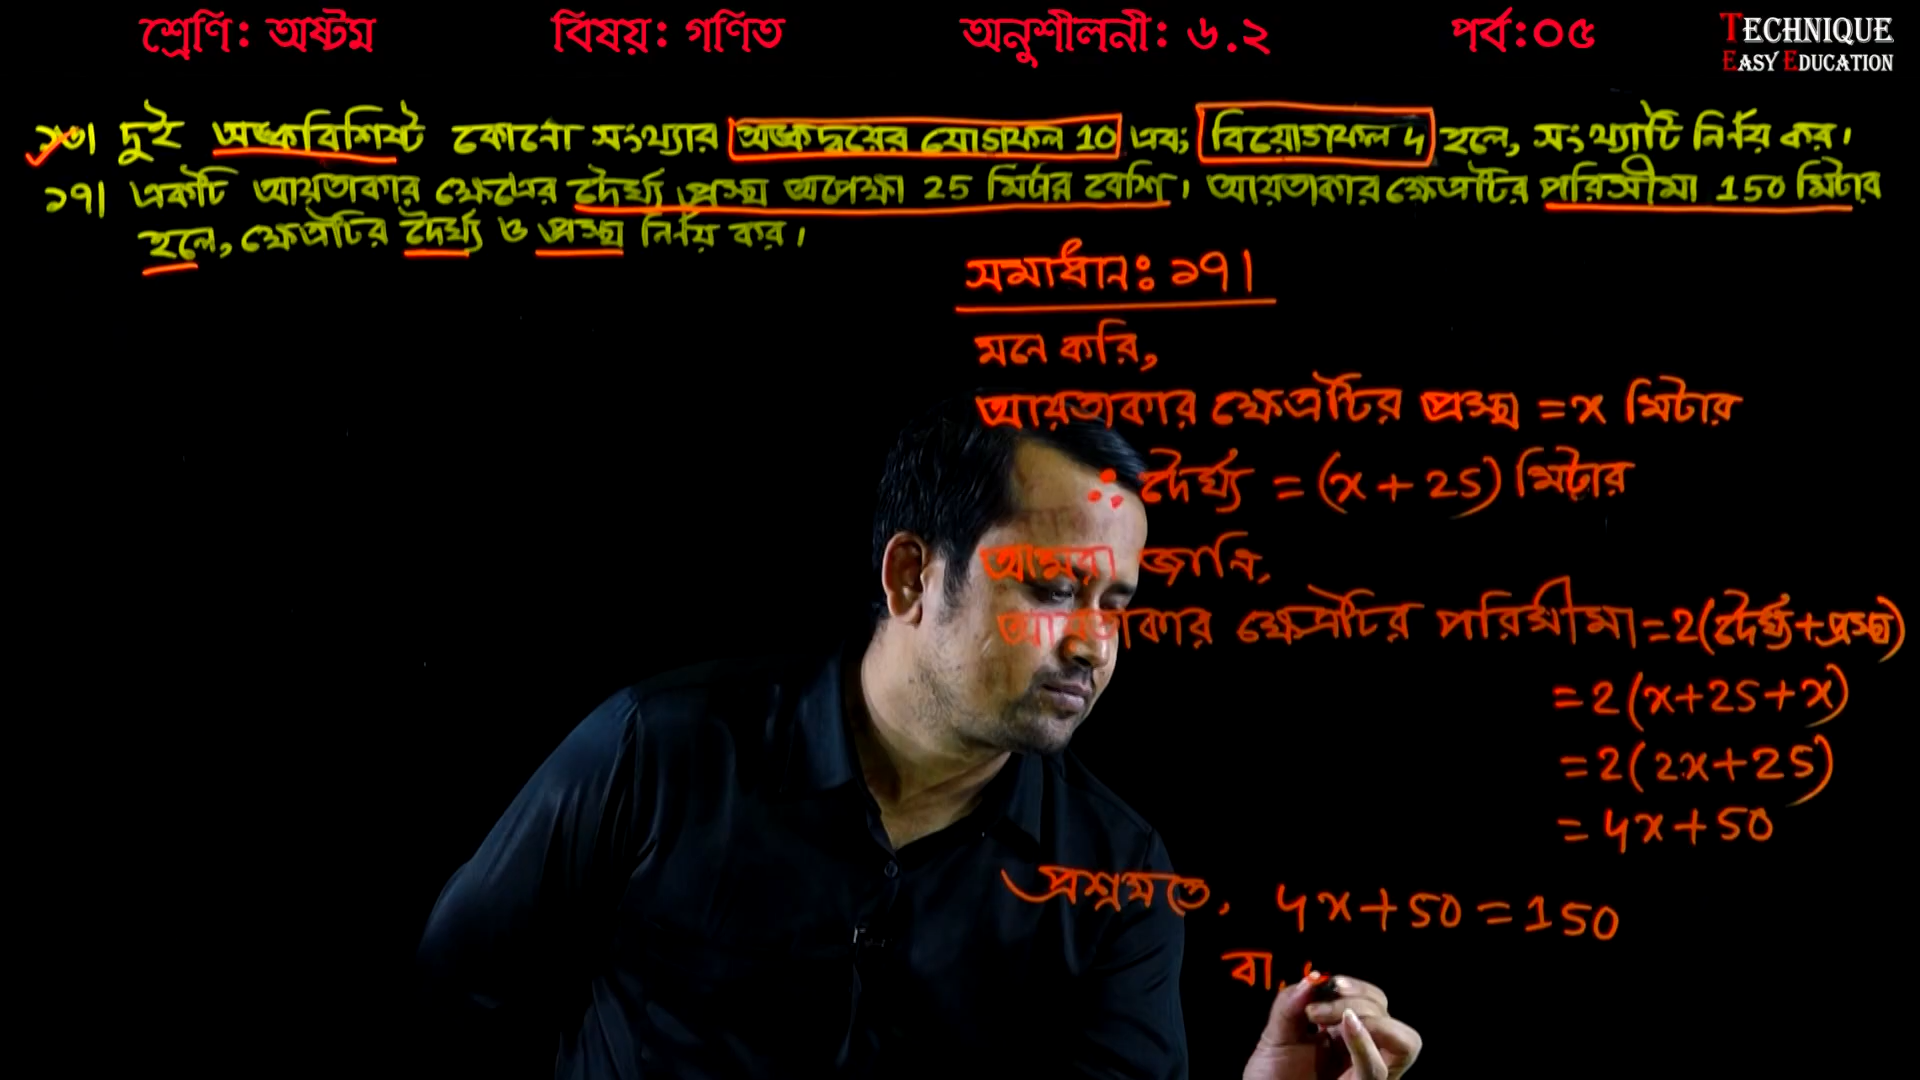 শ্রেণি: অষ্টম বিষয়: গণিত অনুশীলনী: ৬.২ পর্ব:০৫
TECHNIQUE
EASY EDUCATION
১৬। দুই অঙ্কবিশিষ্ট কোনো সংখ্যার অঙ্কদ্বয়ের যোগফল 10 এবং বিয়োগফল 4 হলে, সংখ্যাটি নির্ণয় কর।
১৭। একটি আয়তাকার ক্ষেত্রের দৈর্ঘ্য প্রস্থ অপেক্ষা 25 মিটার বেশি। আয়তাকার ক্ষেত্রটির পরিসীমা 150 মিটার
হলে, ক্ষেত্রটির দৈর্ঘ্য ও প্রস্থ নির্ণয় কর।
সমাধান: ১৭।
মনে করি,
আয়তাকার ক্ষেত্রটির প্রস্থ = x মিটার
∴ দৈর্ঘ্য = (x + 25) মিটার
আমরা জানি,
আয়তাকার ক্ষেত্রটির পরিসীমা = 2(দৈর্ঘ্য + প্রস্থ)
= 2(x + 25 + x)
= 2(2x + 25)
= 4x + 50
প্রশ্নমতে, 4x + 50 = 150
বা,